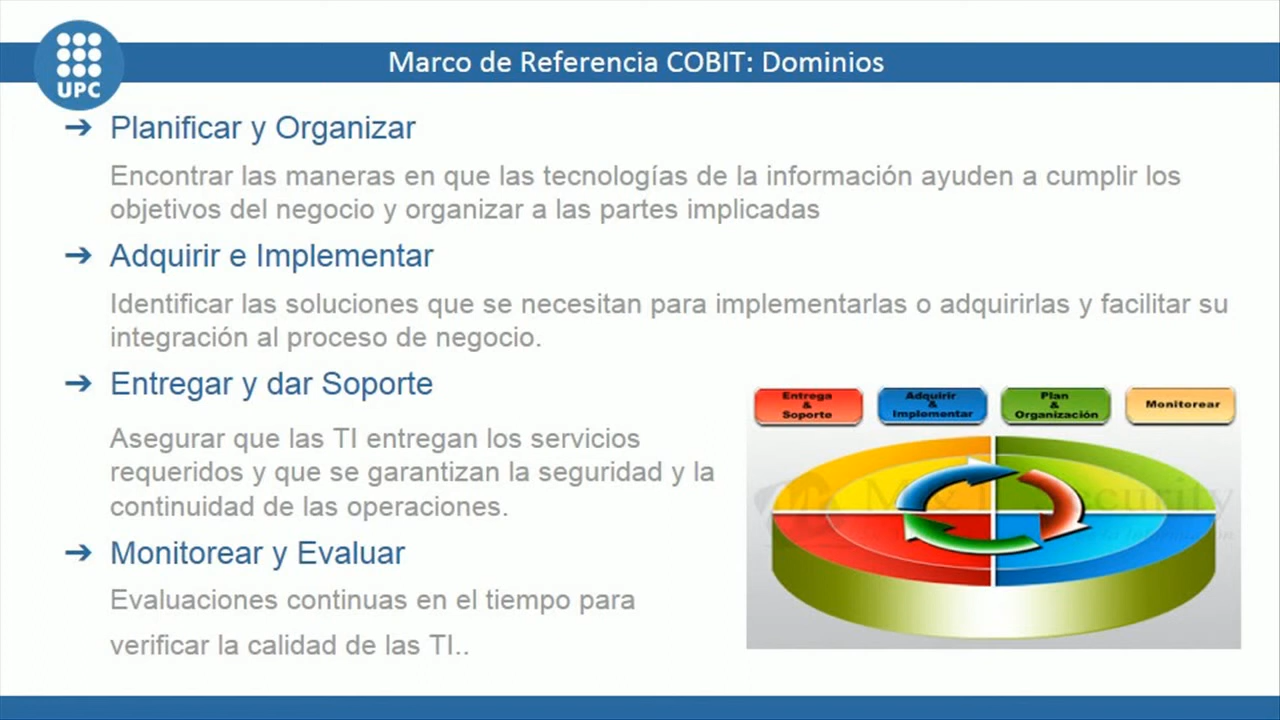 Marco de Referencia COBIT: Dominios
UPC
➔ Planificar y Organizar
Encontrar las maneras en que las tecnologías de la información ayuden a cumplir los
objetivos del negocio y organizar a las partes implicadas
➔ Adquirir e Implementar
Identificar las soluciones que se necesitan para implementarlas o adquirirlas y facilitar su
integración al proceso de negocio.
➔ Entregar y dar Soporte
Asegurar que las TI entregan los servicios
requeridos y que se garantizan la seguridad y la
continuidad de las operaciones.
➔ Monitorear y Evaluar
Evaluaciones continuas en el tiempo para
verificar la calidad de las TI..
Entrega
&
Soporte
Adquirir
&
Implementar
Plan
&
Organización
Monitorear